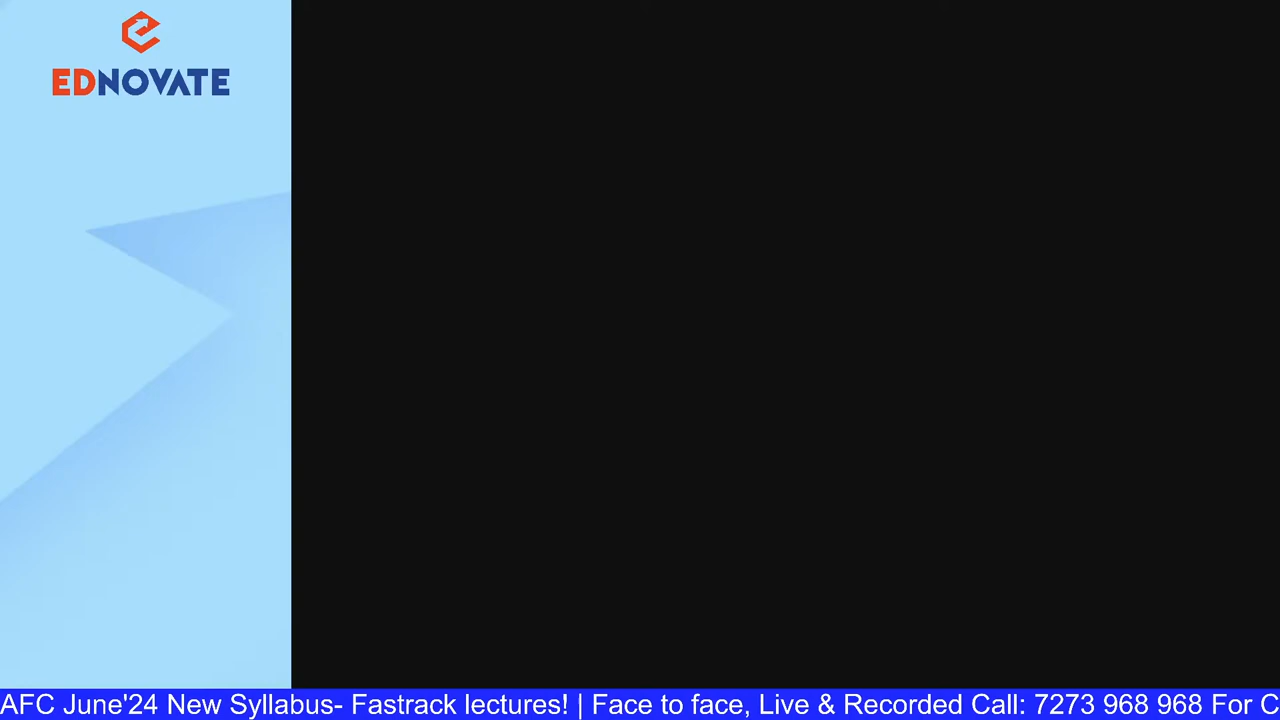 EDNOVATE
AFC June'24 New Syllabus- Fastrack lectures! | Face to face, Live & Recorded Call: 7273 968 968 For C